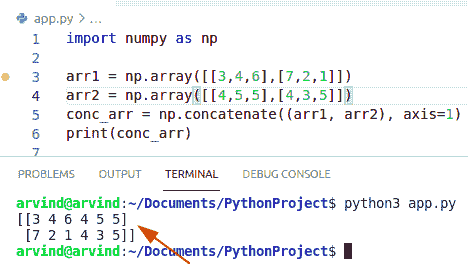 app.py > ...
1 import numpy as np
2
3 arr1 = np.array([[3,4,6],[7,2,1]])
4 arr2 = np.array([[4,5,5],[4,3,5]])
5 conc_arr = np.concatenate((arr1, arr2), axis=1)
6 print(conc_arr)
7
PROBLEMS OUTPUT TERMINAL DEBUG CONSOLE
arvind@arvind:~/Documents/PythonProject$ python3 app.py
[[3 4 6 4 5 5]
[7 2 1 4 3 5]]
arvind@arvind:~/Documents/PythonProject$